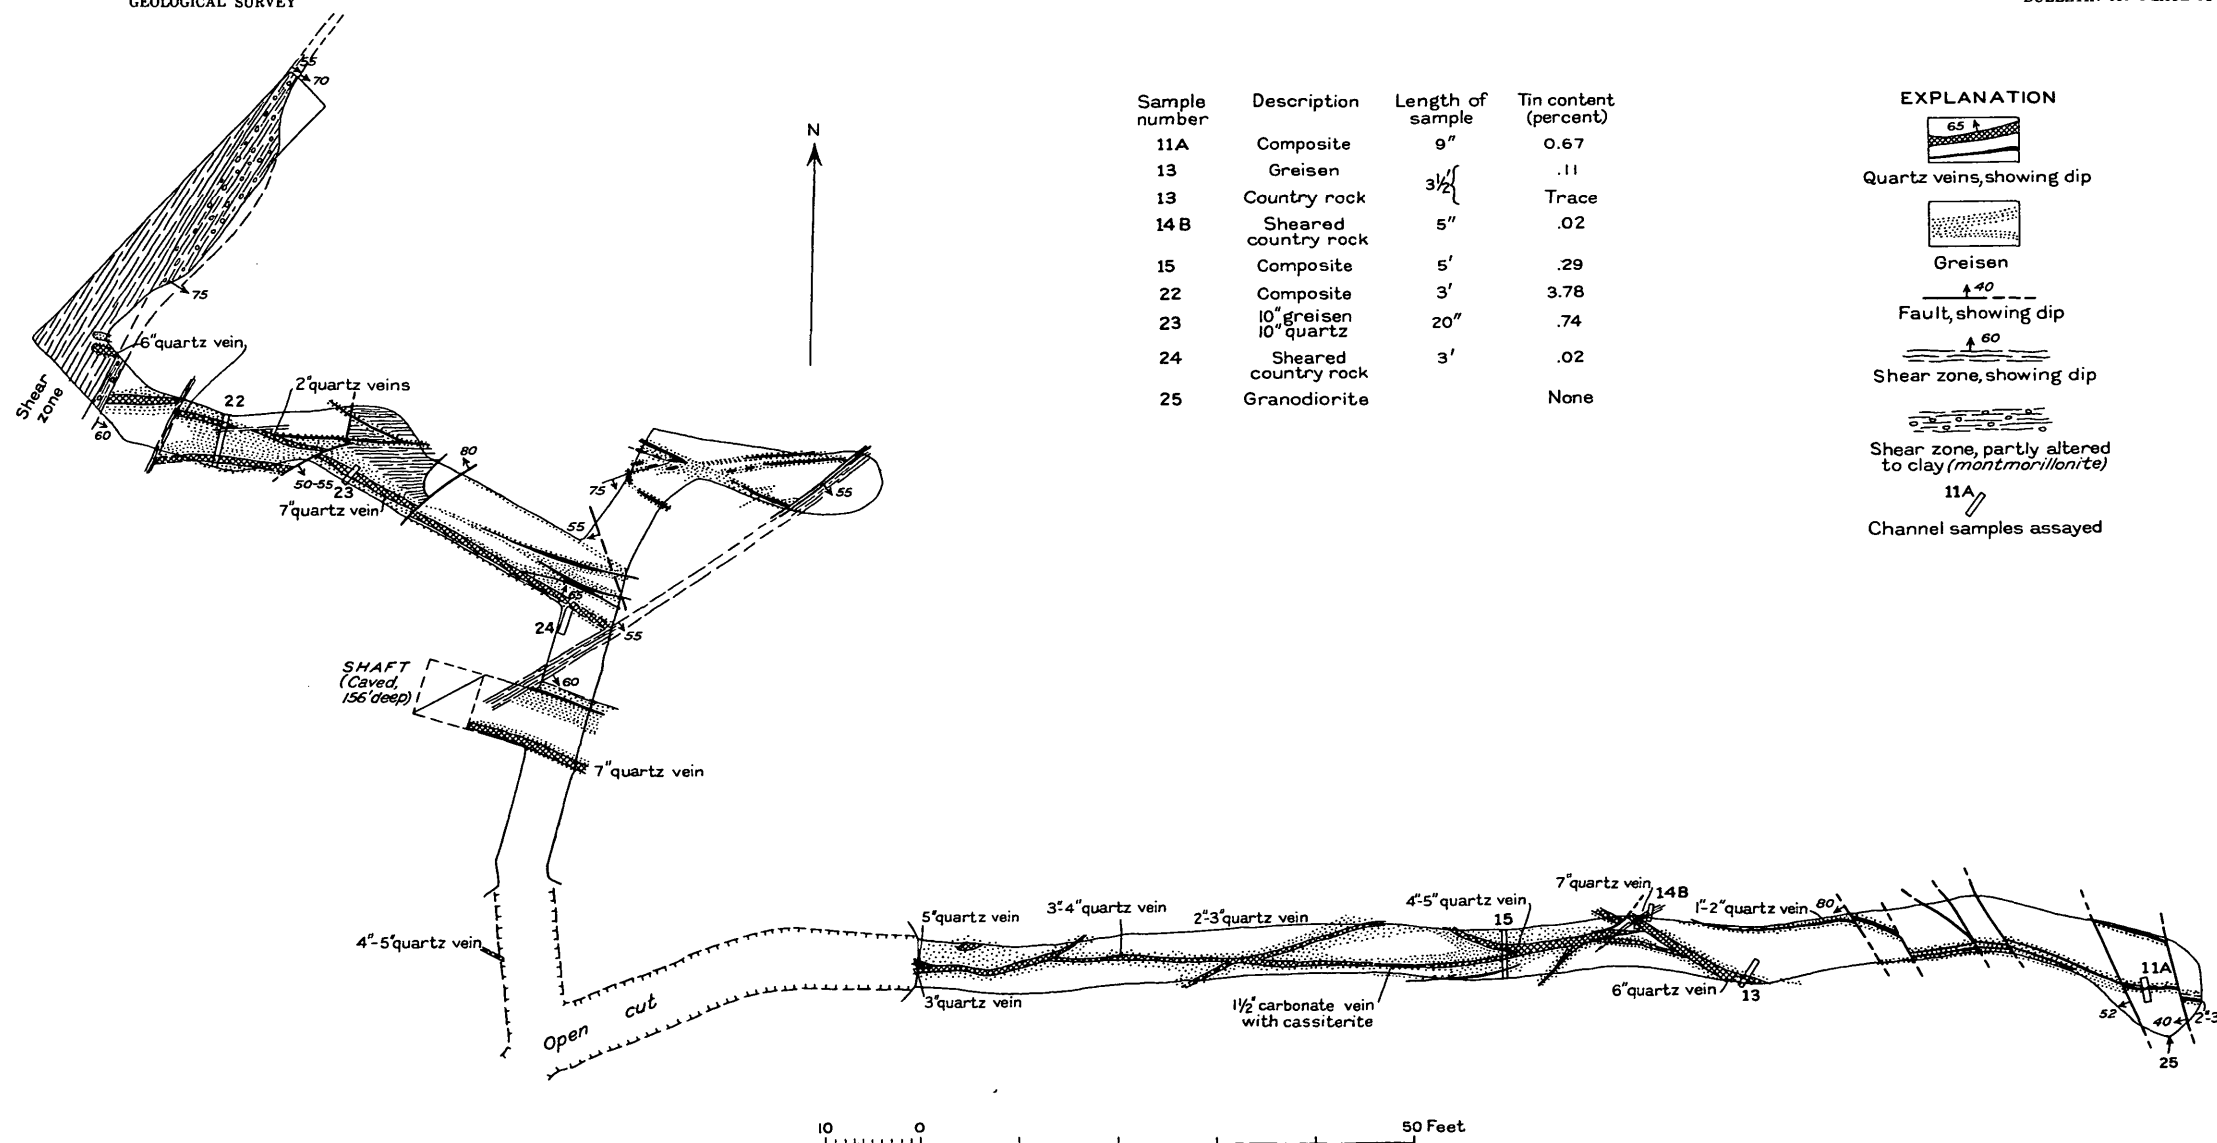 GEOLOGICAL SURVEY
N
Sample number
Description
Length of sample
Tin content (percent)
11A Composite 9" 0.67
13 Greisen 3½' .11
13 Country rock Trace
14B Sheared country rock 5" .02
15 Composite 5' .29
22 Composite 3' 3.78
23 10" greisen 10" quartz 20" .74
24 Sheared country rock 3' .02
25 Granodiorite None
EXPLANATION
65
Quartz veins, showing dip
Greisen
40
Fault, showing dip
60
Shear zone, showing dip
Shear zone, partly altered
to clay (montmorillonite)
11A
Channel samples assayed
55
70
75
6" quartz vein
Shear
zone
60
22
2" quartz veins
50-55
23
7" quartz vein
80
75
55
55
65
24
55
SHAFT
(Caved,
156' deep)
60
7" quartz vein
4"-5" quartz vein
Open cut
5" quartz vein
3" quartz vein
3"-4" quartz vein
2"-3" quartz vein
1½" carbonate vein
with cassiterite
4"-5" quartz vein
15
7" quartz vein
14B
6" quartz vein
13
1"-2" quartz vein
80
11A
52
40
2"-3
25
10 0 50 Feet